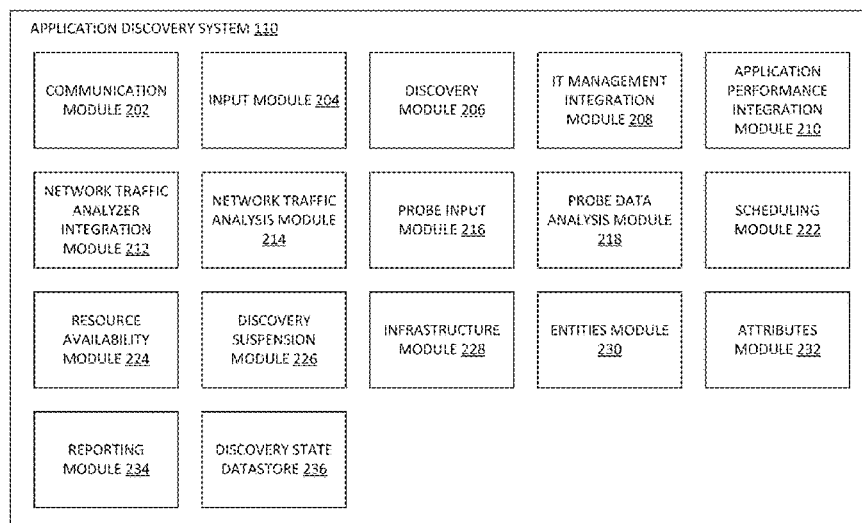 APPLICATION DISCOVERY SYSTEM 110
COMMUNICATION
MODULE 202
INPUT MODULE 204
DISCOVERY
MODULE 206
IT MANAGEMENT
INTEGRATION
MODULE 208
APPLICATION
PERFORMANCE
INTEGRATION
MODULE 210
NETWORK TRAFFIC
ANALYZER
INTEGRATION
MODULE 212
NETWORK TRAFFIC
ANALYSIS MODULE
214
PROBE INPUT
MODULE 216
PROBE DATA
ANALYSIS MODULE
218
SCHEDULING
MODULE 222
RESOURCE
AVAILABILITY
MODULE 224
DISCOVERY
SUSPENSION
MODULE 226
INFRASTRUCTURE
MODULE 228
ENTITIES MODULE
230
ATTRIBUTES
MODULE 232
REPORTING
MODULE 234
DISCOVERY STATE
DATASTORE 236